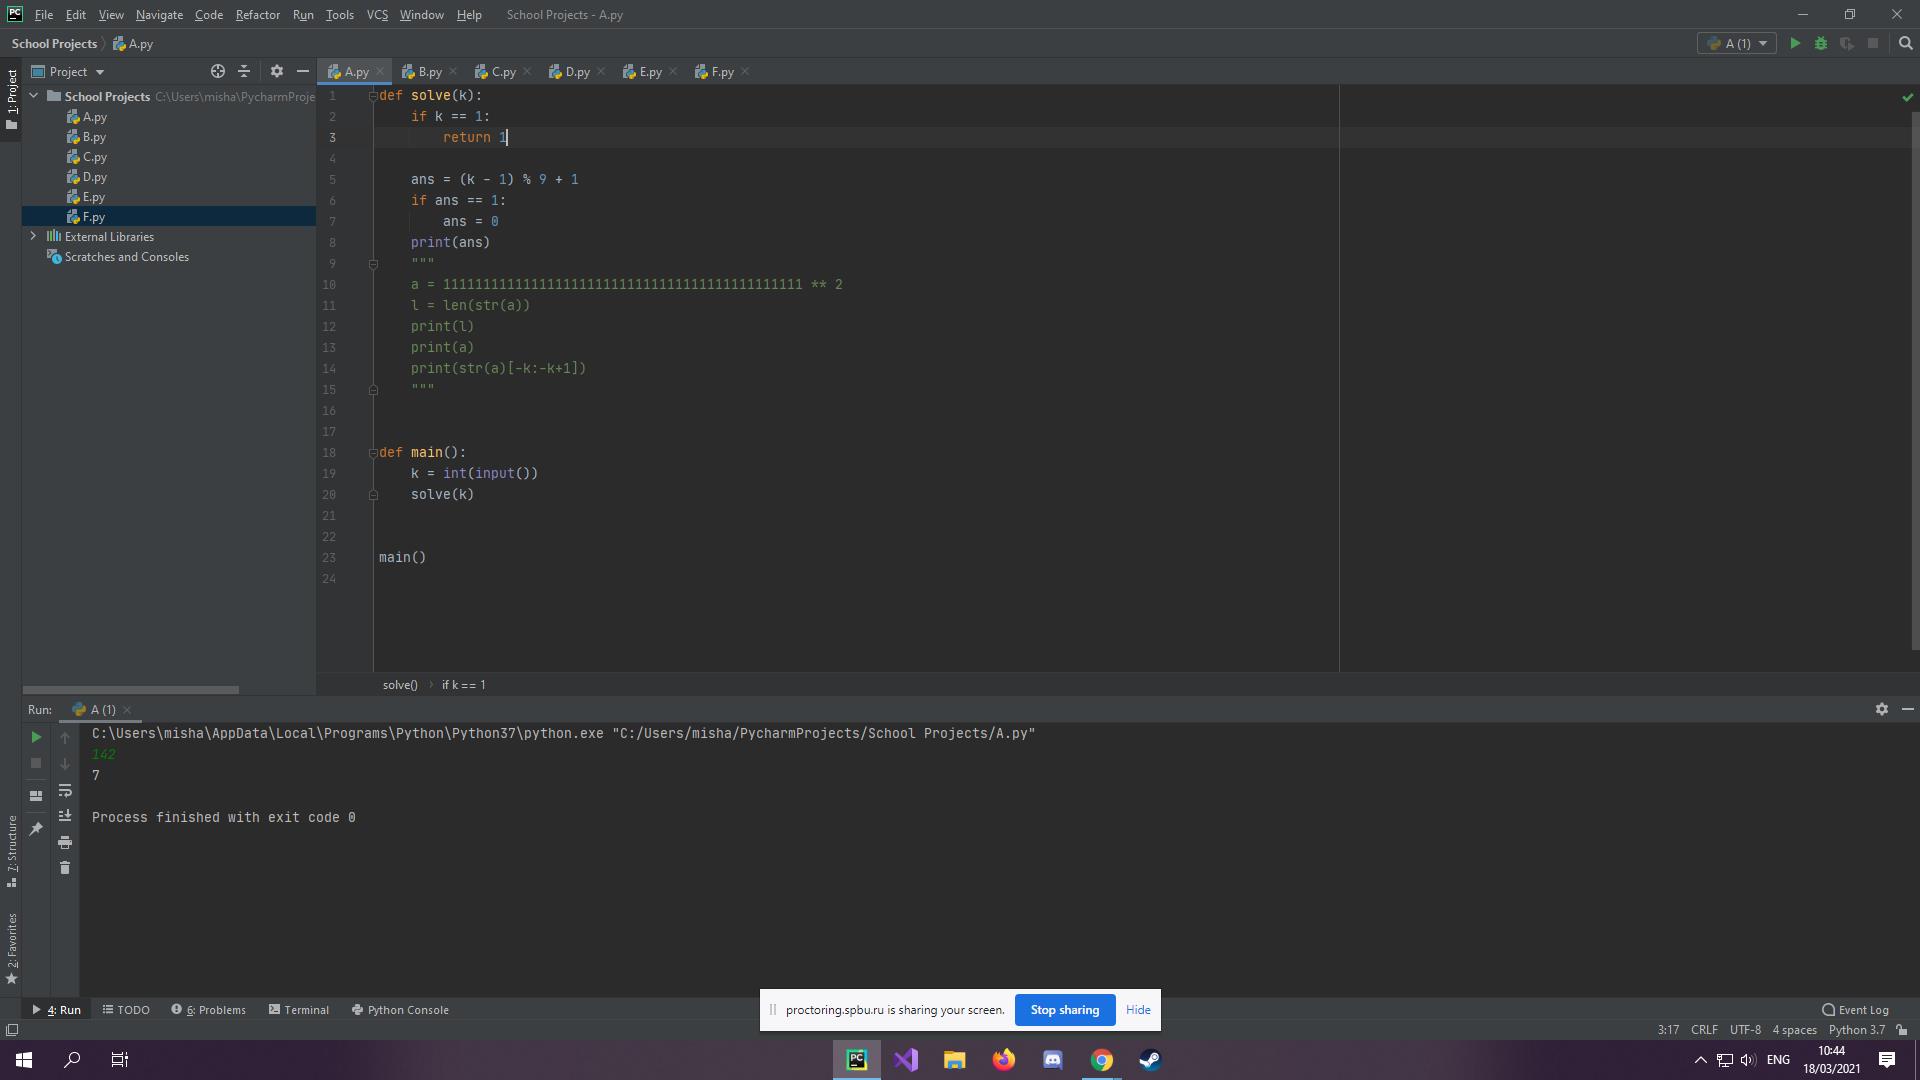 PC File Edit View Navigate Code Refactor Run Tools VCS Window Help School Projects - A.py
School Projects A.py A (1)
1: Project
Project
A.py B.py C.py D.py E.py F.py
School Projects C:\Users\misha\PycharmProje
A.py
B.py
C.py
D.py
E.py
F.py
External Libraries
Scratches and Consoles
1 def solve(k):
2 if k == 1:
3 return 1
4
5 ans = (k - 1) % 9 + 1
6 if ans == 1:
7 ans = 0
8 print(ans)
9 """
10 a = 111111111111111111111111111111111111111111111 ** 2
11 l = len(str(a))
12 print(l)
13 print(a)
14 print(str(a)[-k:-k+1])
15 """
16
17
18 def main():
19 k = int(input())
20 solve(k)
21
22
23 main()
24
solve() if k == 1
Run: A (1)
C:\Users\misha\AppData\Local\Programs\Python\Python37\python.exe "C:/Users/misha/PycharmProjects/School Projects/A.py"
142
7
Process finished with exit code 0
7: Structure
2: Favorites
4: Run TODO 6: Problems Terminal Python Console Event Log
proctoring.spbu.ru is sharing your screen. Stop sharing Hide
3:17 CRLF UTF-8 4 spaces Python 3.7
PC ENG
10:44
18/03/2021